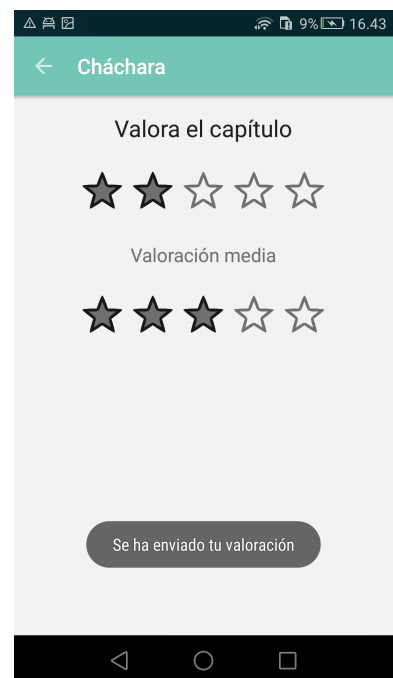 9% 16.43
Cháchara
Valora el capítulo
Valoración media
Se ha enviado tu valoración